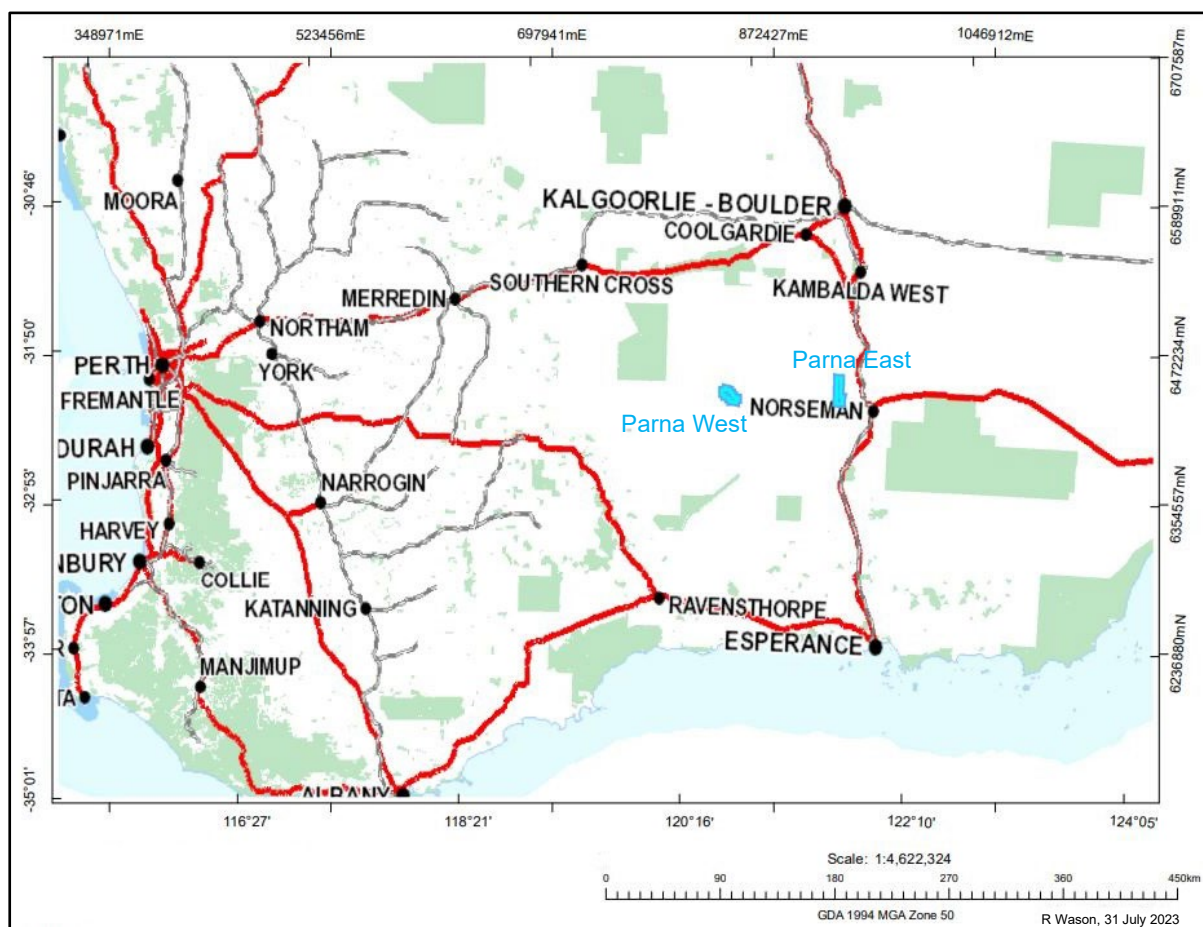 348971mE
523456mE
697941mE
872427mE
1046912mE
6707587m
-30°46'
6589911mN
MOORA
KALGOORLIE - BOULDER
COOLGARDIE
SOUTHERN CROSS
KAMBALDA WEST
MERREDIN
NORTHAM
-31°50'
6472234mN
PERTH
YORK
Parna East
FREMANTLE
Parna West
NORSEMAN
DURAH
PINJARRA
NARROGIN
-32°53'
6354557mN
HARVEY
NBURY
COLLIE
TON
KATANNING
RAVENSTHORPE
ESPERANCE
-33°57'
6236880mN
R
MANJIMUP
TA
ALBANY
-35°01'
116°27'
118°21'
120°16'
122°10'
124°05'
Scale: 1:4,622,324
0
90
180
270
360
450km
GDA 1994 MGA Zone 50
R Wason, 31 July 2023